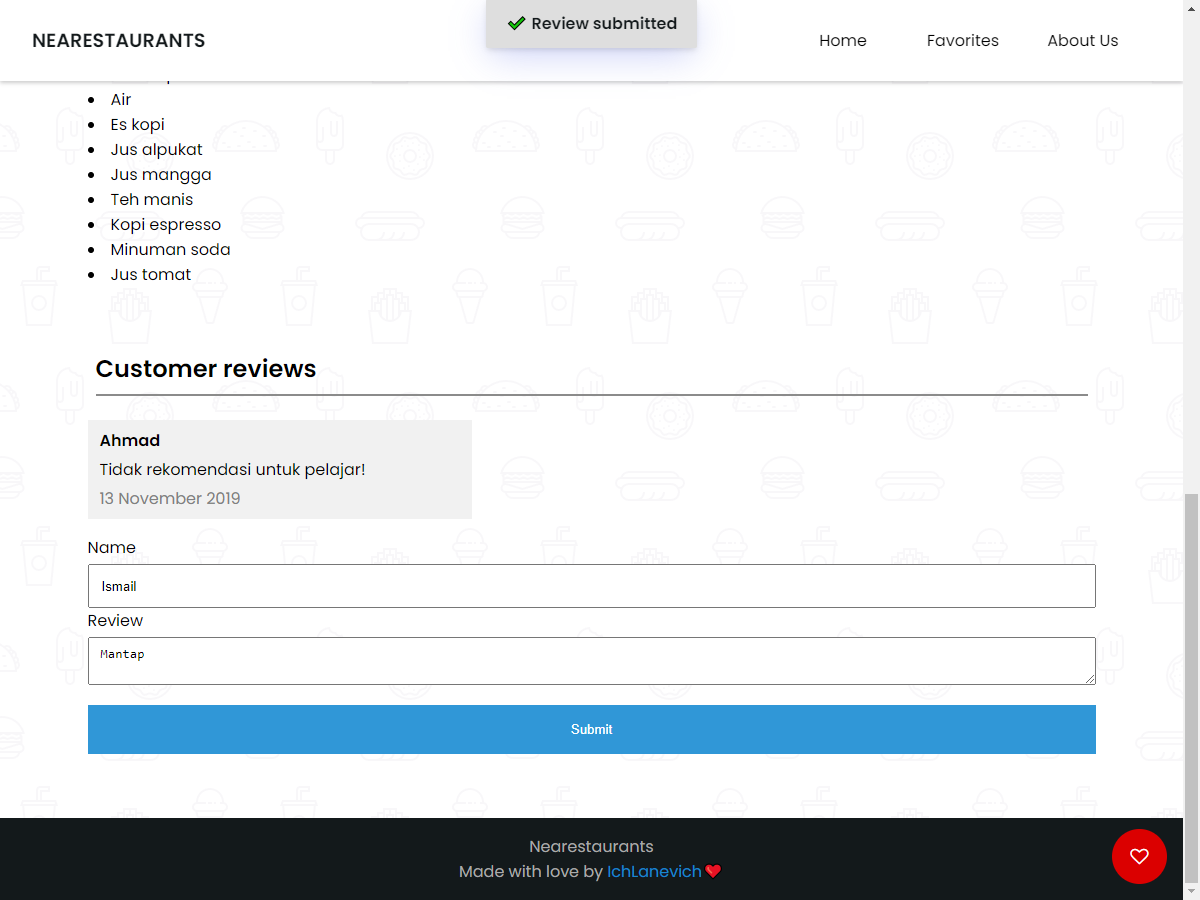 NEARESTAURANTS
Review submitted
Home
Favorites
About Us
Air
Es kopi
Jus alpukat
Jus mangga
Teh manis
Kopi espresso
Minuman soda
Jus tomat
Customer reviews
Ahmad
Tidak rekomendasi untuk pelajar!
13 November 2019
Name
Ismail
Review
Mantap
Submit
Nearestaurants
Made with love by IchLanevich